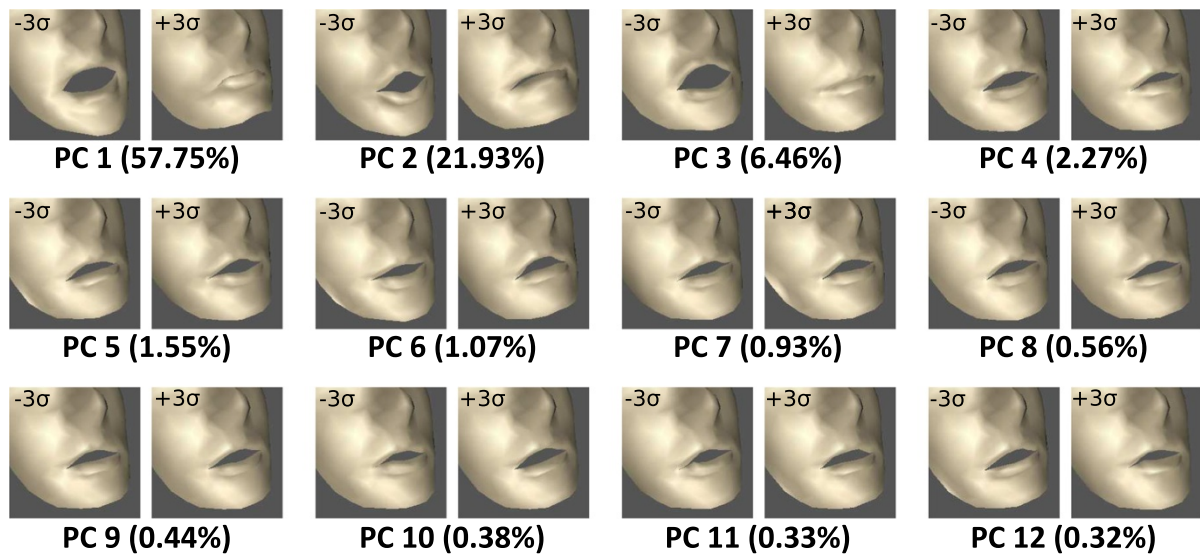 -3σ +3σ -3σ +3σ -3σ +3σ -3σ +3σ
PC 1 (57.75%) PC 2 (21.93%) PC 3 (6.46%) PC 4 (2.27%)
-3σ +3σ -3σ +3σ -3σ +3σ -3σ +3σ
PC 5 (1.55%) PC 6 (1.07%) PC 7 (0.93%) PC 8 (0.56%)
-3σ +3σ -3σ +3σ -3σ +3σ -3σ +3σ
PC 9 (0.44%) PC 10 (0.38%) PC 11 (0.33%) PC 12 (0.32%)